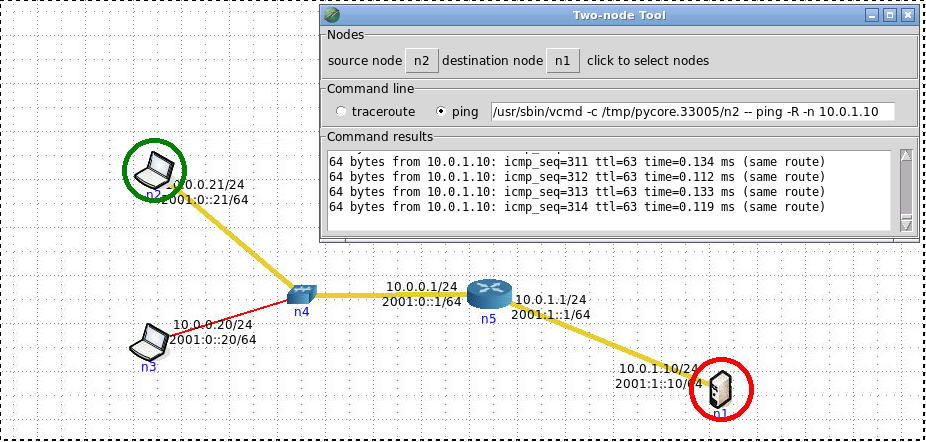 Two-node Tool
Nodes
source node n2 destination node n1 click to select nodes
Command line
traceroute ping /usr/sbin/vcmd -c /tmp/pycore.33005/n2 -- ping -R -n 10.0.1.10
Command results
64 bytes from 10.0.1.10: icmp_seq=311 ttl=63 time=0.134 ms (same route)
64 bytes from 10.0.1.10: icmp_seq=312 ttl=63 time=0.112 ms (same route)
64 bytes from 10.0.1.10: icmp_seq=313 ttl=63 time=0.133 ms (same route)
64 bytes from 10.0.1.10: icmp_seq=314 ttl=63 time=0.119 ms (same route)
10.0.0.21/24
2001:0::21/64
n2
10.0.0.1/24
2001:0::1/64
n4
n5
10.0.1.1/24
2001:1::1/64
10.0.0.20/24
2001:0::20/64
n3
10.0.1.10/24
2001:1::10/64
n1